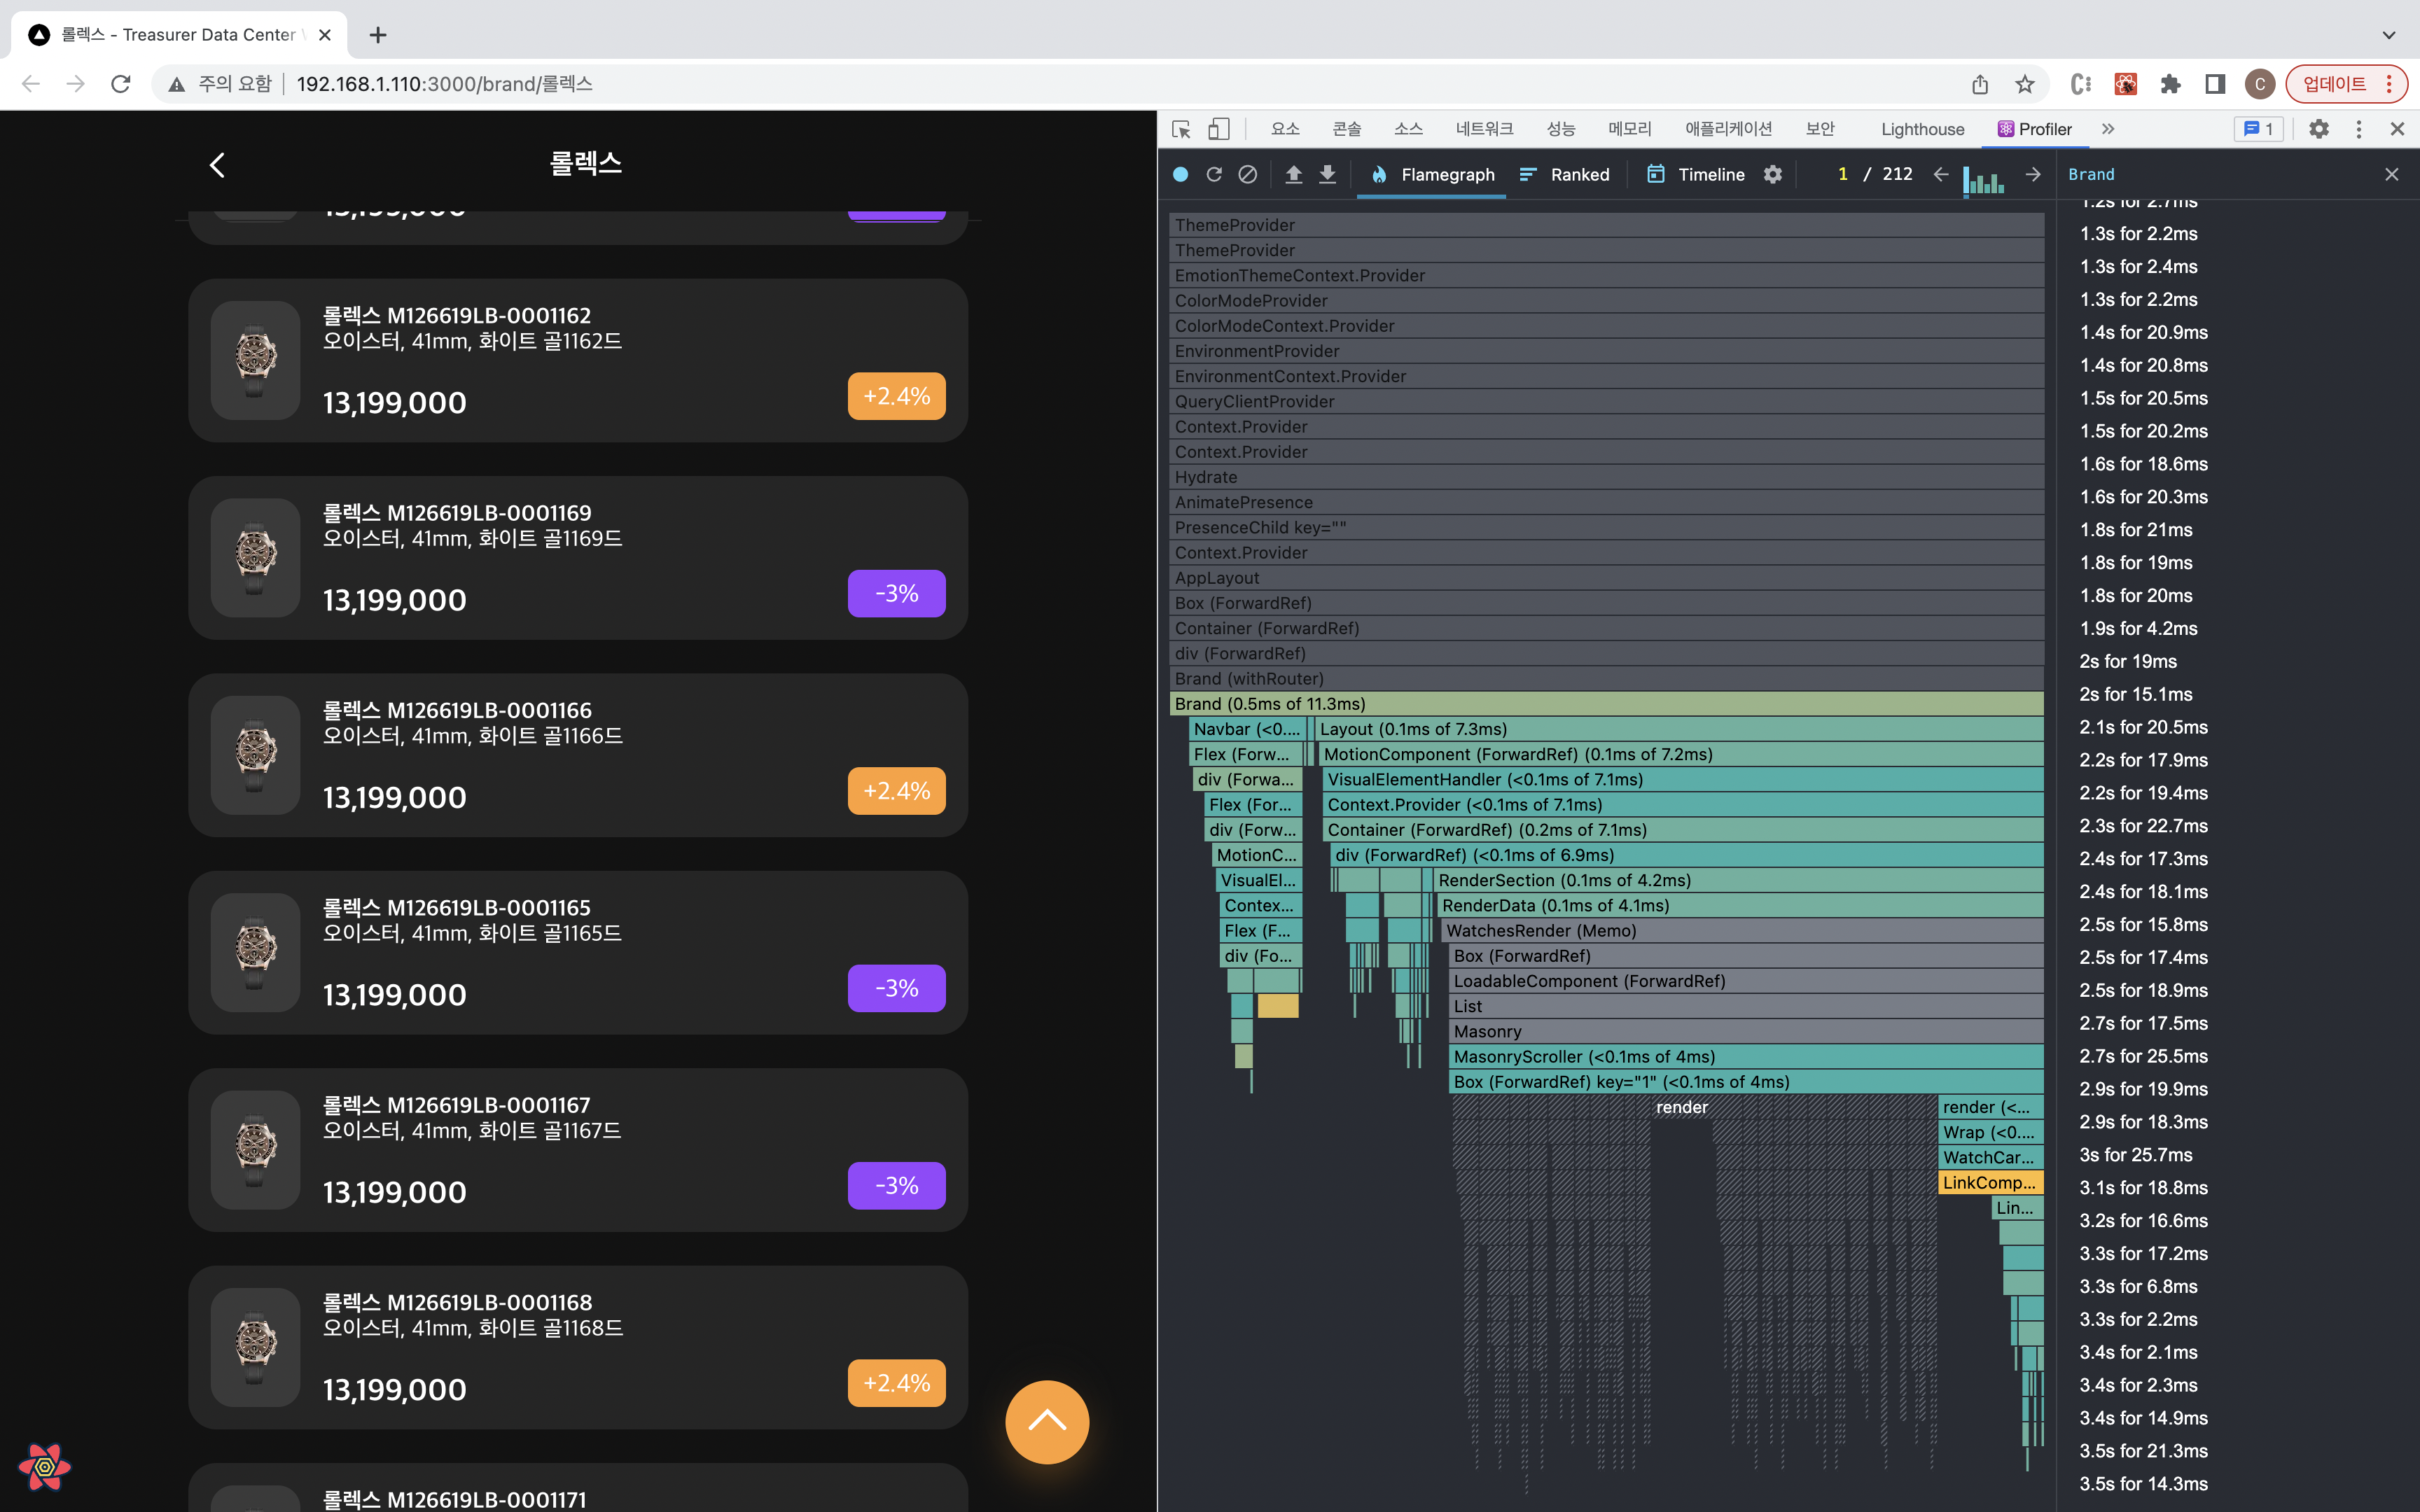 롤렉스 - Treasurer Data Center
주의 요함
192.168.1.110:3000/brand/롤렉스
C
업데이트
요소
콘솔
소스
네트워크
성능
메모리
애플리케이션
보안
Lighthouse
Profiler
1
롤렉스
13,199,000
롤렉스 M126619LB-0001162
오이스터, 41mm, 화이트 골1162드
13,199,000
+2.4%
롤렉스 M126619LB-0001169
오이스터, 41mm, 화이트 골1169드
13,199,000
-3%
롤렉스 M126619LB-0001166
오이스터, 41mm, 화이트 골1166드
13,199,000
+2.4%
롤렉스 M126619LB-0001165
오이스터, 41mm, 화이트 골1165드
13,199,000
-3%
롤렉스 M126619LB-0001167
오이스터, 41mm, 화이트 골1167드
13,199,000
-3%
롤렉스 M126619LB-0001168
오이스터, 41mm, 화이트 골1168드
13,199,000
+2.4%
롤렉스 M126619LB-0001171
Flamegraph
Ranked
Timeline
1 / 212
ThemeProvider
ThemeProvider
EmotionThemeContext.Provider
ColorModeProvider
ColorModeContext.Provider
EnvironmentProvider
EnvironmentContext.Provider
QueryClientProvider
Context.Provider
Context.Provider
Hydrate
AnimatePresence
PresenceChild key=""
Context.Provider
AppLayout
Box (ForwardRef)
Container (ForwardRef)
div (ForwardRef)
Brand (withRouter)
Brand (0.5ms of 11.3ms)
Navbar (<0.... Layout (0.1ms of 7.3ms)
Flex (Forw... MotionComponent (ForwardRef) (0.1ms of 7.2ms)
div (Forwa... VisualElementHandler (<0.1ms of 7.1ms)
Flex (For... Context.Provider (<0.1ms of 7.1ms)
div (Forw... Container (ForwardRef) (0.2ms of 7.1ms)
MotionC... div (ForwardRef) (<0.1ms of 6.9ms)
VisualEl... RenderSection (0.1ms of 4.2ms)
Contex... RenderData (0.1ms of 4.1ms)
Flex (F... WatchesRender (Memo)
div (Fo... Box (ForwardRef)
LoadableComponent (ForwardRef)
List
Masonry
MasonryScroller (<0.1ms of 4ms)
Box (ForwardRef) key="1" (<0.1ms of 4ms)
render render (<...
Wrap (<0....
WatchCar...
LinkComp...
Lin...
Brand
1.2s for 2.7ms
1.3s for 2.2ms
1.3s for 2.4ms
1.3s for 2.2ms
1.4s for 20.9ms
1.4s for 20.8ms
1.5s for 20.5ms
1.5s for 20.2ms
1.6s for 18.6ms
1.6s for 20.3ms
1.8s for 21ms
1.8s for 19ms
1.8s for 20ms
1.9s for 4.2ms
2s for 19ms
2s for 15.1ms
2.1s for 20.5ms
2.2s for 17.9ms
2.2s for 19.4ms
2.3s for 22.7ms
2.4s for 17.3ms
2.4s for 18.1ms
2.5s for 15.8ms
2.5s for 17.4ms
2.5s for 18.9ms
2.7s for 17.5ms
2.7s for 25.5ms
2.9s for 19.9ms
2.9s for 18.3ms
3s for 25.7ms
3.1s for 18.8ms
3.2s for 16.6ms
3.3s for 17.2ms
3.3s for 6.8ms
3.3s for 2.2ms
3.4s for 2.1ms
3.4s for 2.3ms
3.4s for 14.9ms
3.5s for 21.3ms
3.5s for 14.3ms